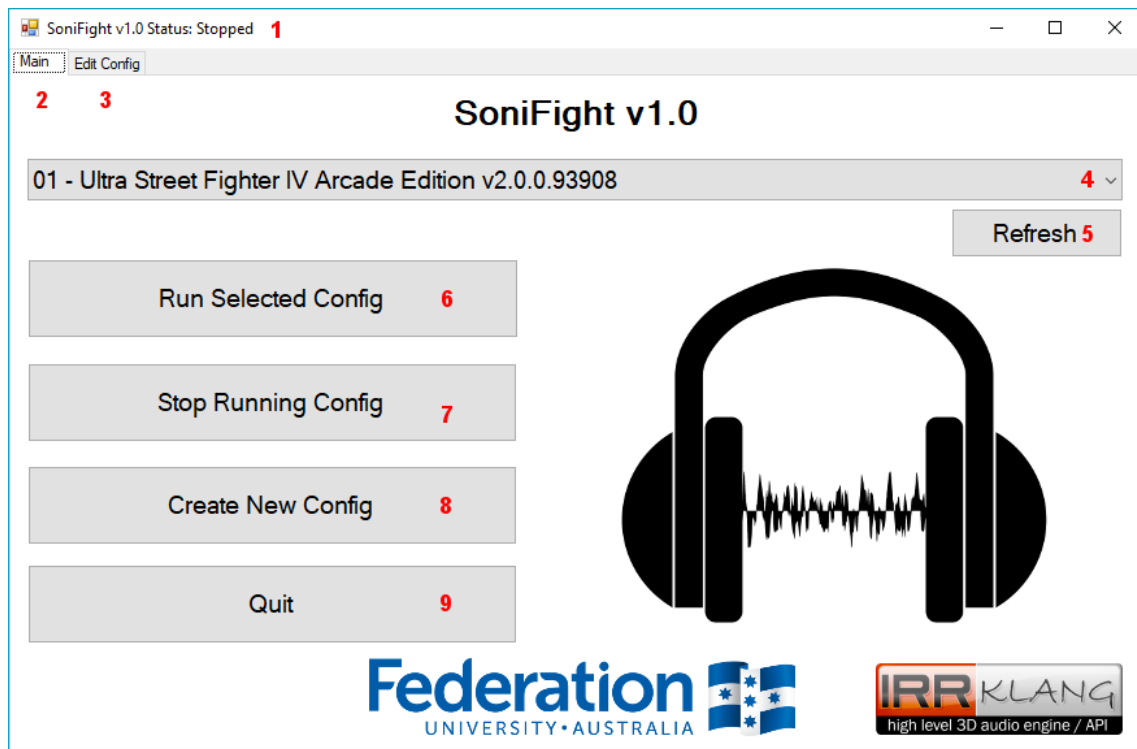 SoniFight v1.0 Status: Stopped 1
Main Edit Config
2 3
SoniFight v1.0
01 - Ultra Street Fighter IV Arcade Edition v2.0.0.93908 4
Refresh 5
Run Selected Config 6
Stop Running Config 7
Create New Config 8
Quit 9
Federation
UNIVERSITY•AUSTRALIA
IRR KLANG
high level 3D audio engine / API